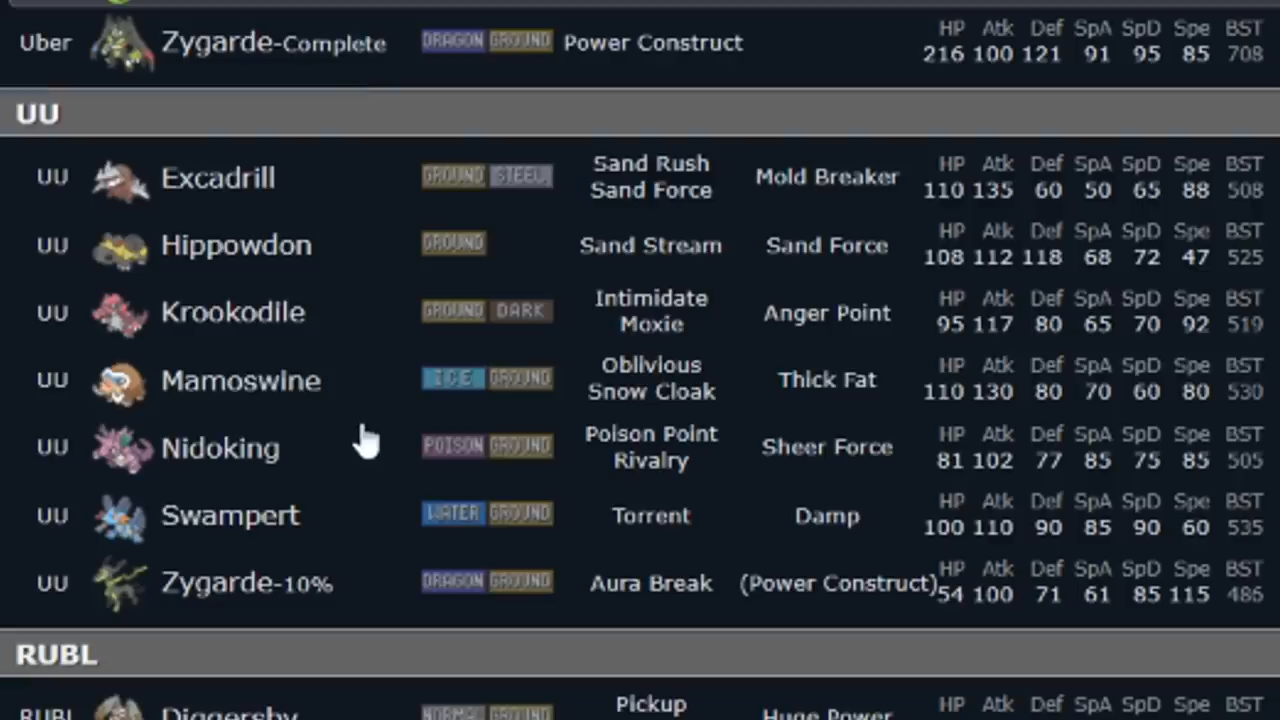 HP Atk Def SpA SpD Spe BST
Uber Zygarde-Complete DRAGON GROUND Power Construct 216 100 121 91 95 85 708
UU
UU Excadrill GROUND STEEL Sand Rush Sand Force Mold Breaker HP Atk Def SpA SpD Spe BST
110 135 60 50 65 88 508
UU Hippowdon GROUND Sand Stream Sand Force HP Atk Def SpA SpD Spe BST
108 112 118 68 72 47 525
UU Krookodile GROUND DARK Intimidate Moxie Anger Point HP Atk Def SpA SpD Spe BST
95 117 80 65 70 92 519
UU Mamoswine ICE GROUND Oblivious Snow Cloak Thick Fat HP Atk Def SpA SpD Spe BST
110 130 80 70 60 80 530
UU Nidoking POISON GROUND Poison Point Rivalry Sheer Force HP Atk Def SpA SpD Spe BST
81 102 77 85 75 85 505
UU Swampert WATER GROUND Torrent Damp HP Atk Def SpA SpD Spe BST
100 110 90 85 90 60 535
UU Zygarde-10% DRAGON GROUND Aura Break (Power Construct) HP Atk Def SpA SpD Spe BST
54 100 71 61 85 115 486
RUBL
RUBL Diggersby NORMAL GROUND Pickup Huge Power HP Atk Def SpA SpD Spe BST